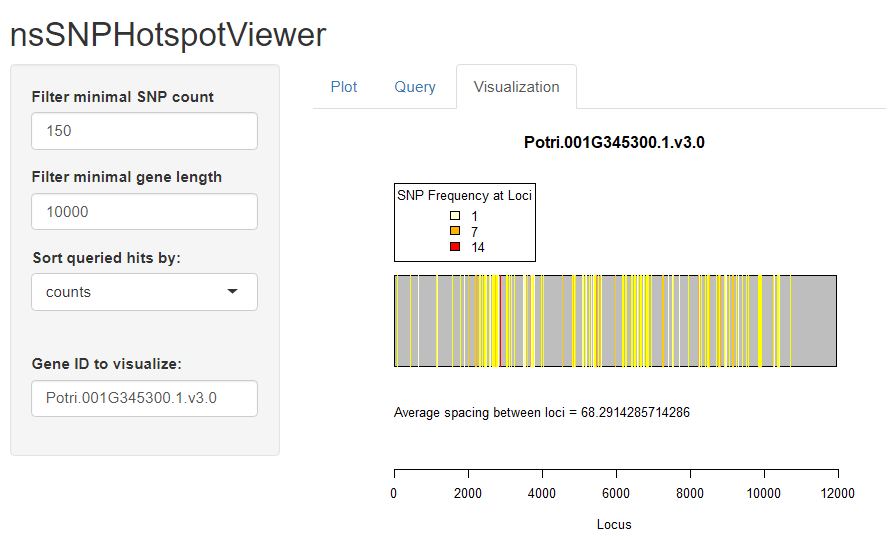 nsSNPHotspotViewer
Filter minimal SNP count
150
Filter minimal gene length
10000
Sort queried hits by:
counts
Gene ID to visualize:
Potri.001G345300.1.v3.0
Plot Query Visualization
Potri.001G345300.1.v3.0
SNP Frequency at Loci
1
7
14
Average spacing between loci = 68.2914285714286
0 2000 4000 6000 8000 10000 12000
Locus